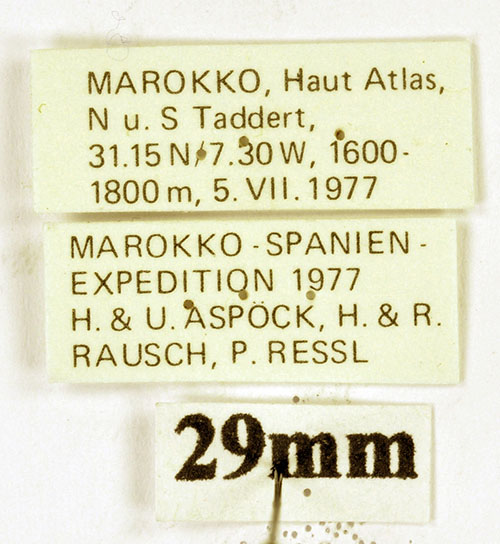 MAROKKO, Haut Atlas,
N u. S Taddert,
31.15 N/7.30 W, 1600-
1800 m, 5. VII. 1977
MAROKKO - SPANIEN -
EXPEDITION 1977
H. & U. ASPÖCK, H. & R.
RAUSCH, P. RESSL
29mm